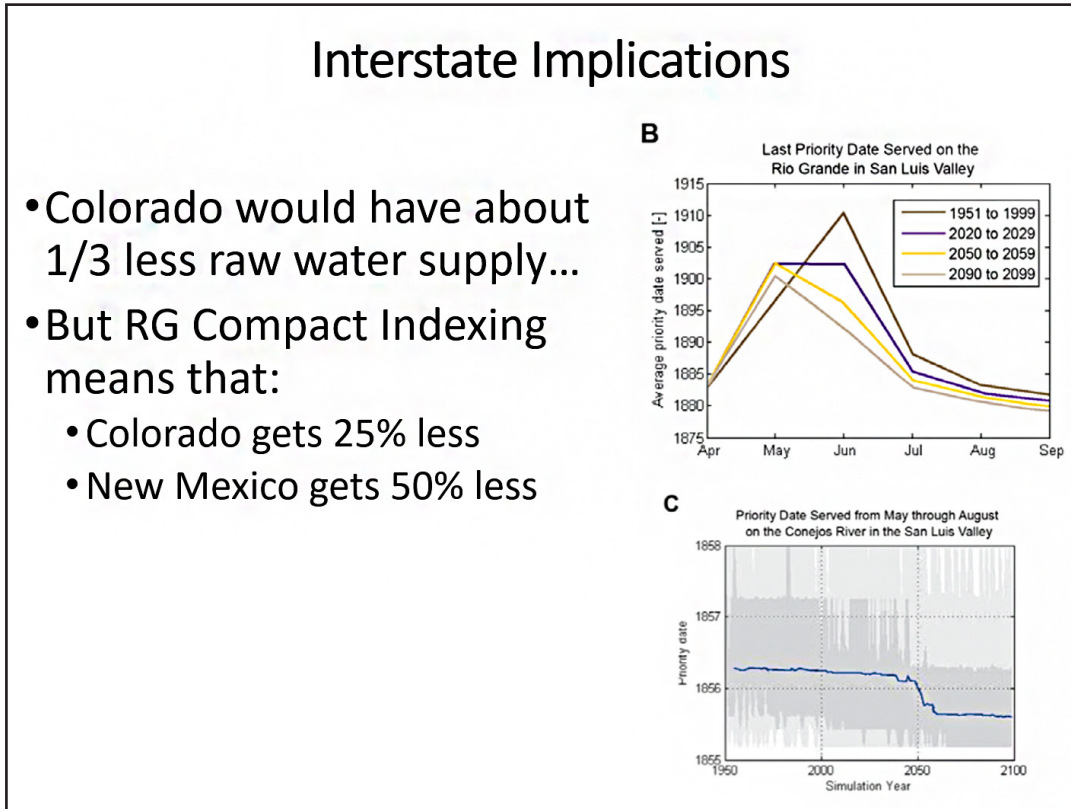 Interstate Implications
•Colorado would have about
1/3 less raw water supply…
•But RG Compact Indexing
means that:
•Colorado gets 25% less
•New Mexico gets 50% less
B
Last Priority Date Served on the
Rio Grande in San Luis Valley
Average priority date served [-]
1915
1910
1905
1900
1895
1890
1885
1880
1875
1951 to 1999
2020 to 2029
2050 to 2059
2090 to 2099
Apr May Jun Jul Aug Sep
C
Priority Date Served from May through August
on the Conejos River in the San Luis Valley
Priority date
1858
1857
1856
1855
1950 2000 2050 2100
Simulation Year